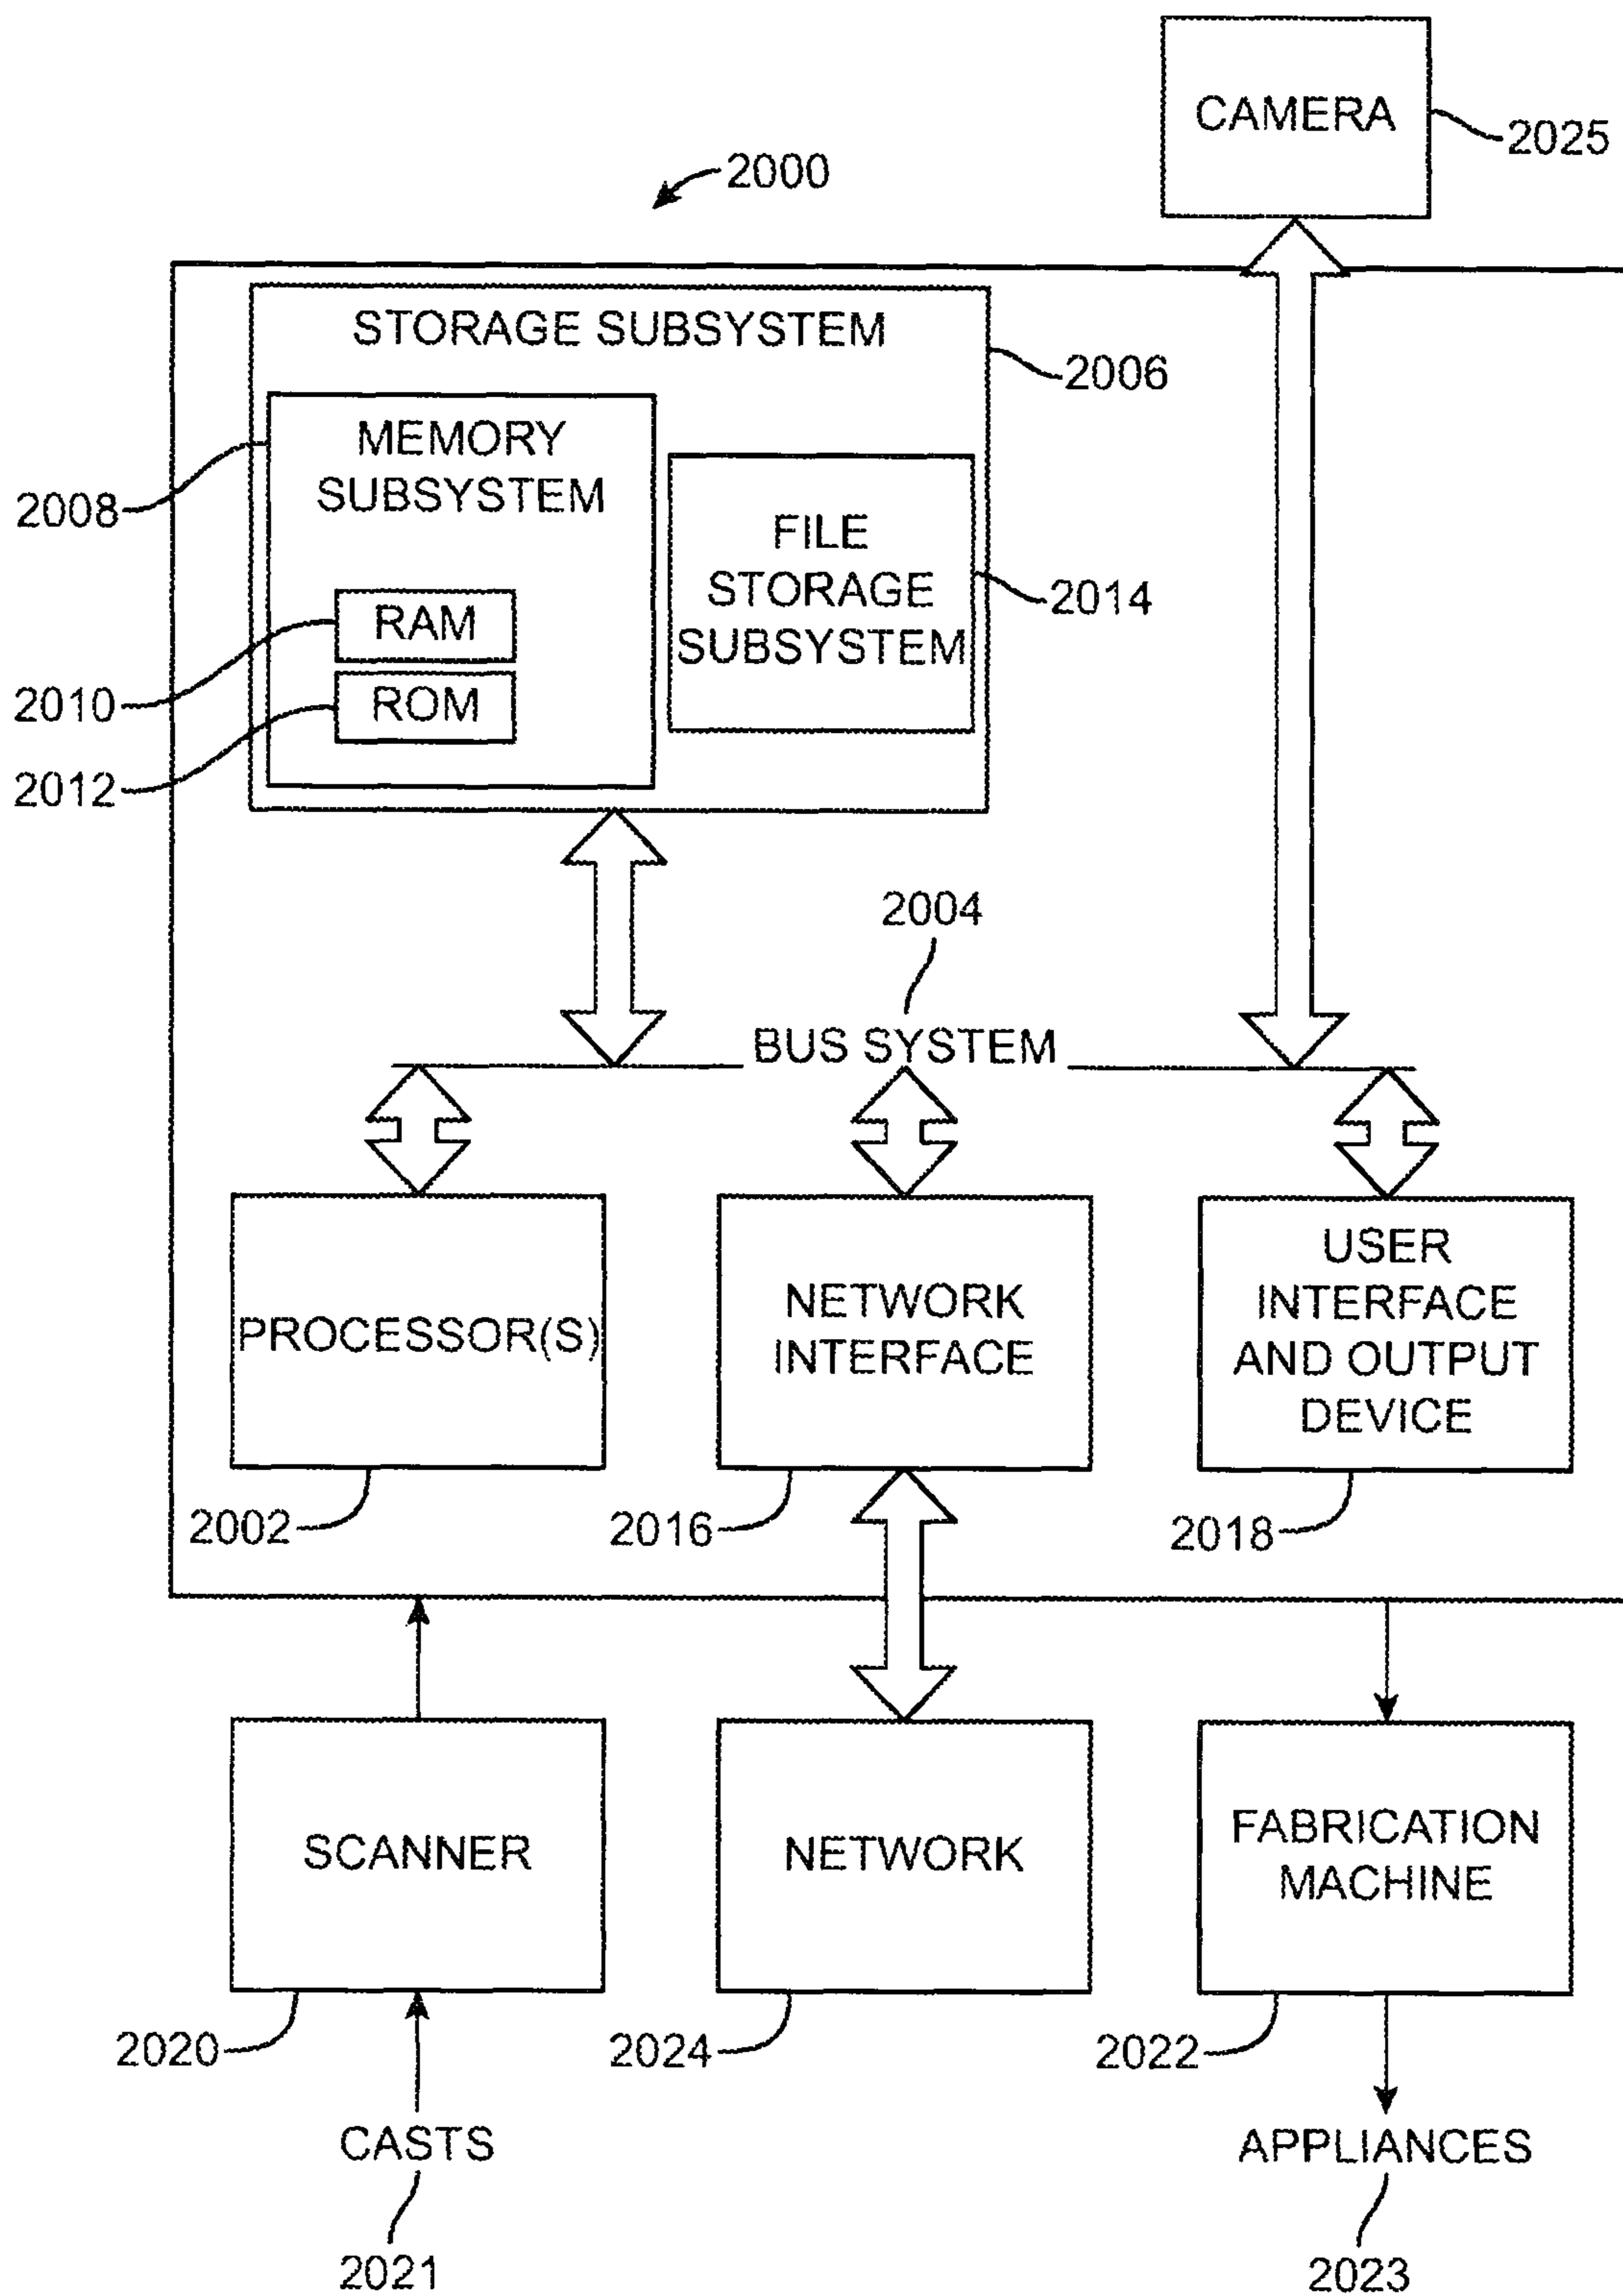 CAMERA
2025
2000
STORAGE SUBSYSTEM
2006
MEMORY
SUBSYSTEM
2008
FILE
STORAGE
SUBSYSTEM
2014
RAM
2010
ROM
2012
2004
BUS SYSTEM
PROCESSOR(S)
2002
NETWORK
INTERFACE
2016
USER
INTERFACE
AND OUTPUT
DEVICE
2018
SCANNER
2020
NETWORK
2024
FABRICATION
MACHINE
2022
CASTS
2021
APPLIANCES
2023